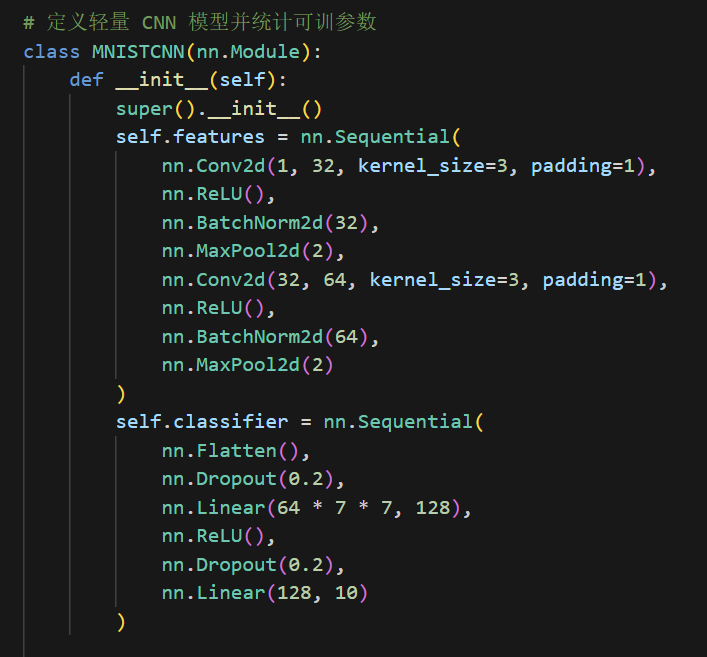 # 定义轻量 CNN 模型并统计可训参数
class MNISTCNN(nn.Module):
    def __init__(self):
        super().__init__()
        self.features = nn.Sequential(
            nn.Conv2d(1, 32, kernel_size=3, padding=1),
            nn.ReLU(),
            nn.BatchNorm2d(32),
            nn.MaxPool2d(2),
            nn.Conv2d(32, 64, kernel_size=3, padding=1),
            nn.ReLU(),
            nn.BatchNorm2d(64),
            nn.MaxPool2d(2)
        )
        self.classifier = nn.Sequential(
            nn.Flatten(),
            nn.Dropout(0.2),
            nn.Linear(64 * 7 * 7, 128),
            nn.ReLU(),
            nn.Dropout(0.2),
            nn.Linear(128, 10)
        )